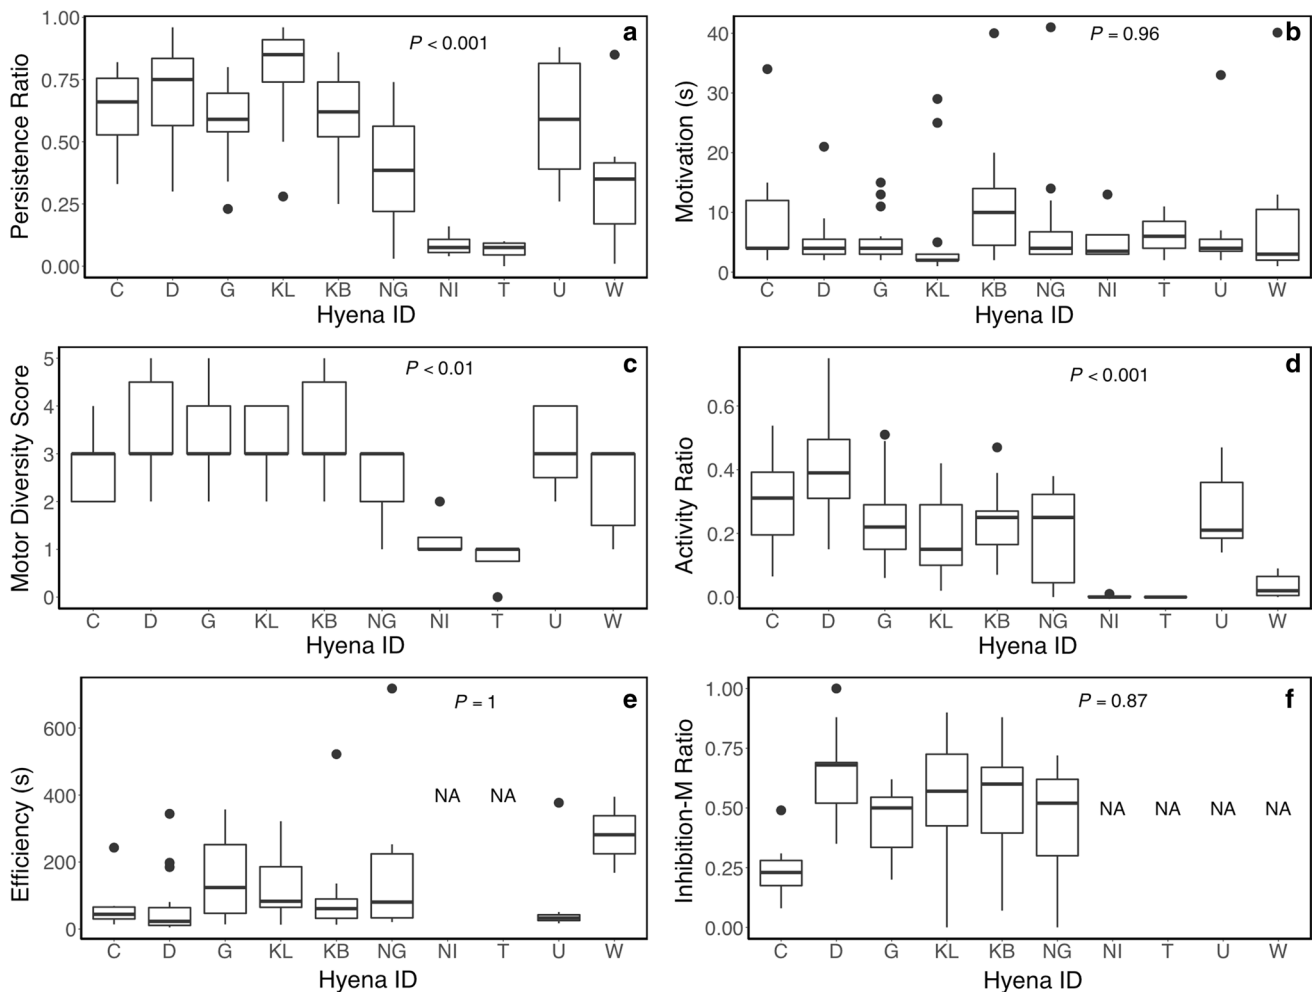 a
P < 0.001
Persistence Ratio
1.00
0.75
0.50
0.25
0.00
C D G KL KB NG NI T U W
Hyena ID
b
P = 0.96
Motivation (s)
40
30
20
10
0
C D G KL KB NG NI T U W
Hyena ID
c
P < 0.01
Motor Diversity Score
5
4
3
2
1
0
C D G KL KB NG NI T U W
Hyena ID
d
P < 0.001
Activity Ratio
0.6
0.4
0.2
0.0
C D G KL KB NG NI T U W
Hyena ID
e
P = 1
Efficiency (s)
600
400
200
0
NA NA
C D G KL KB NG NI T U W
Hyena ID
f
P = 0.87
Inhibition-M Ratio
1.00
0.75
0.50
0.25
0.00
NA NA NA NA
C D G KL KB NG NI T U W
Hyena ID